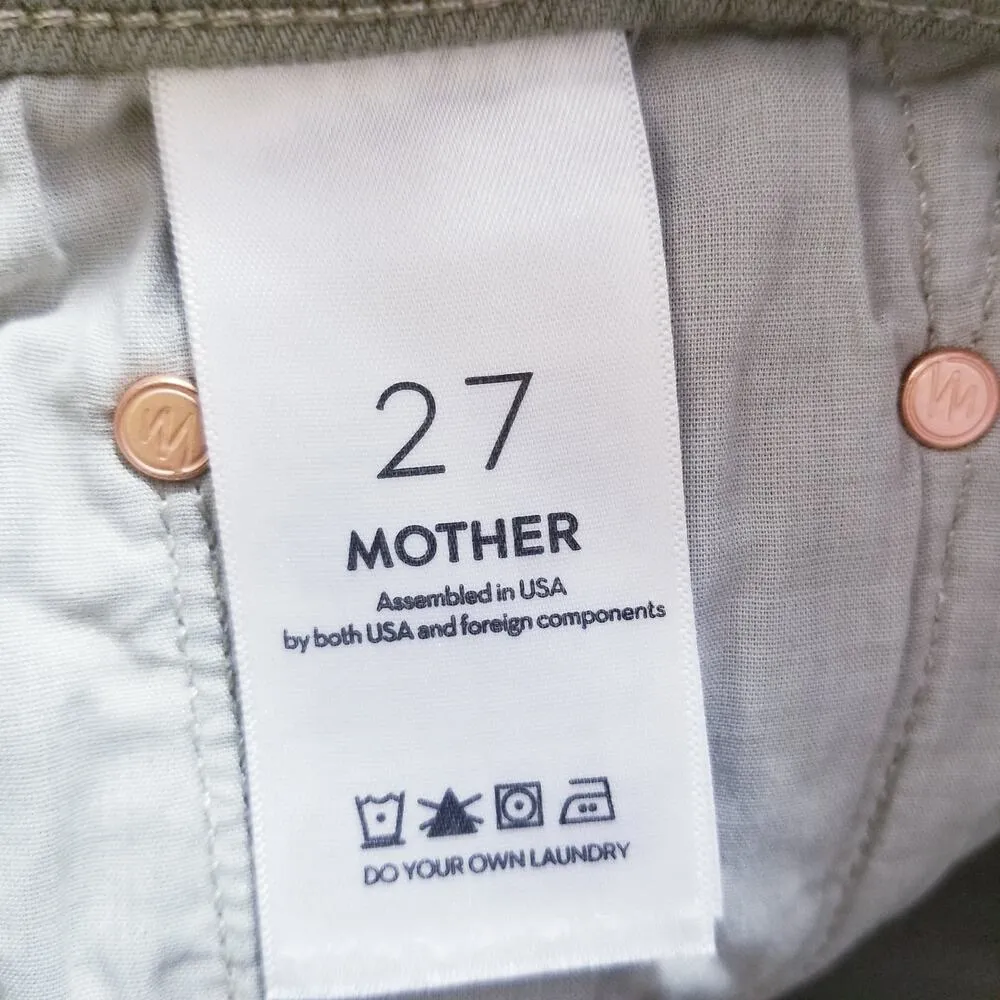 27
MOTHER
Assembled in USA
by both USA and foreign components
DO YOUR OWN LAUNDRY